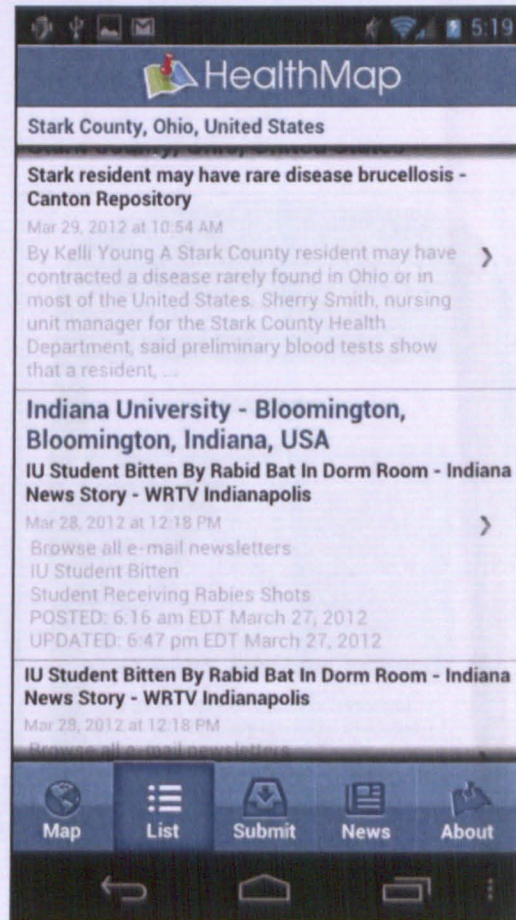 5:19
HealthMap
Stark County, Ohio, United States
Stark resident may have rare disease brucellosis -
Canton Repository
Mar 29, 2012 at 10:54 AM
By Kelli Young A Stark County resident may have
contracted a disease rarely found in Ohio or in
most of the United States. Sherry Smith, nursing
unit manager for the Stark County Health
Department, said preliminary blood tests show
that a resident, ...
Indiana University - Bloomington,
Bloomington, Indiana, USA
IU Student Bitten By Rabid Bat In Dorm Room - Indiana
News Story - WRTV Indianapolis
Mar 28, 2012 at 12:18 PM
Browse all e-mail newsletters
IU Student Bitten
Student Receiving Rabies Shots
POSTED: 6:16 am EDT March 27, 2012
UPDATED: 6:47 pm EDT March 27, 2012
IU Student Bitten By Rabid Bat In Dorm Room - Indiana
News Story - WRTV Indianapolis
Mar 28, 2012 at 12:18 PM
Browse all e-mail newsletters
Map List Submit News About